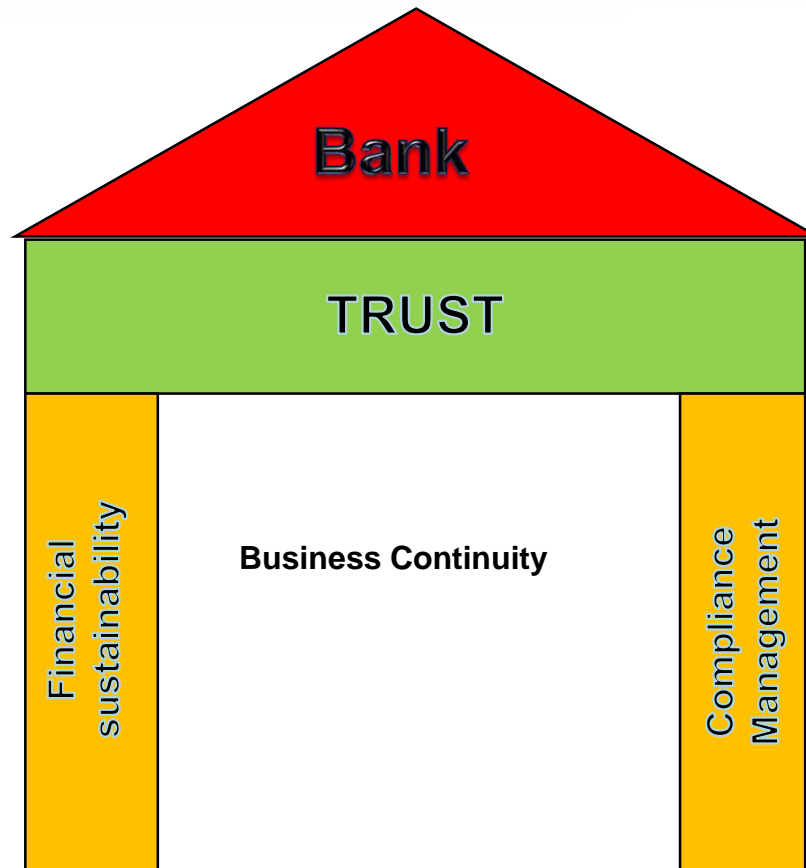 Bank
TRUST
Financial
sustainability
Business Continuity
Compliance
Management